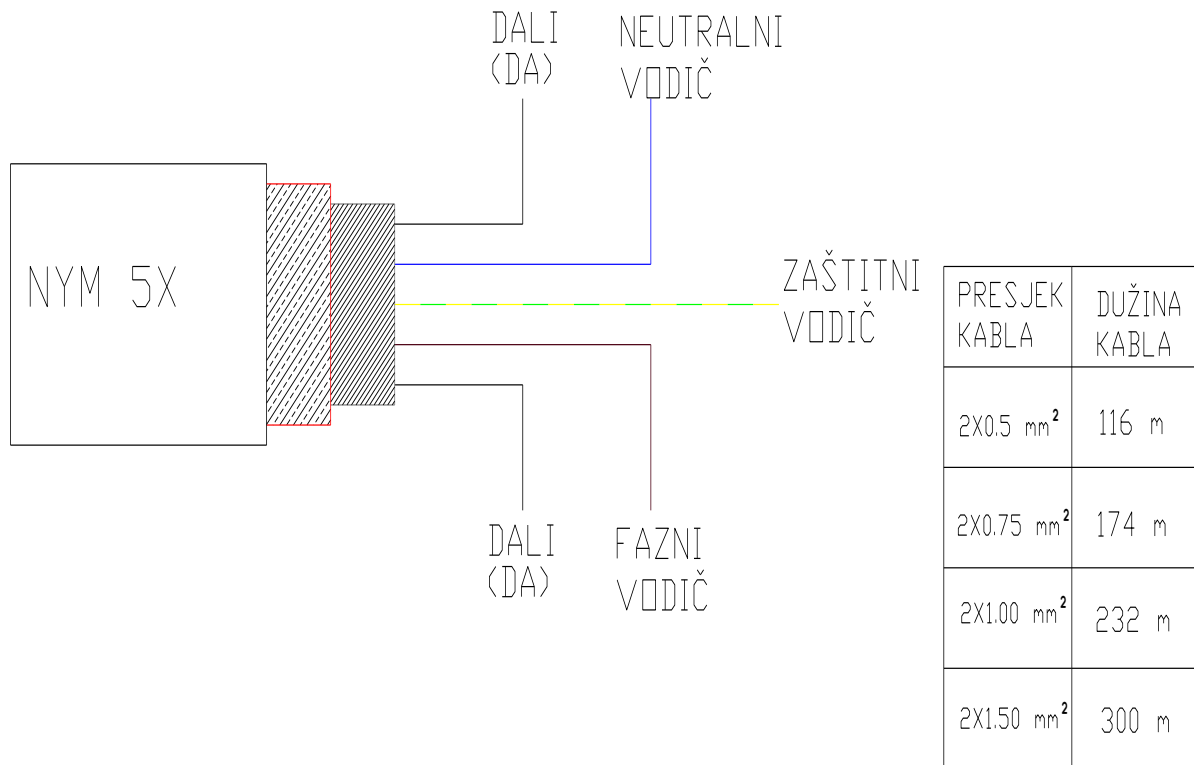 DALI
(DA)
NEUTRALNI
VODIČ
NYM 5X
ZAŠTITNI
VODIČ
DALI
(DA)
FAZNI
VODIČ
PRESJEK
KABLA
DUŽINA
KABLA
2X0.5 mm² 116 m
2X0.75 mm² 174 m
2X1.00 mm² 232 m
2X1.50 mm² 300 m